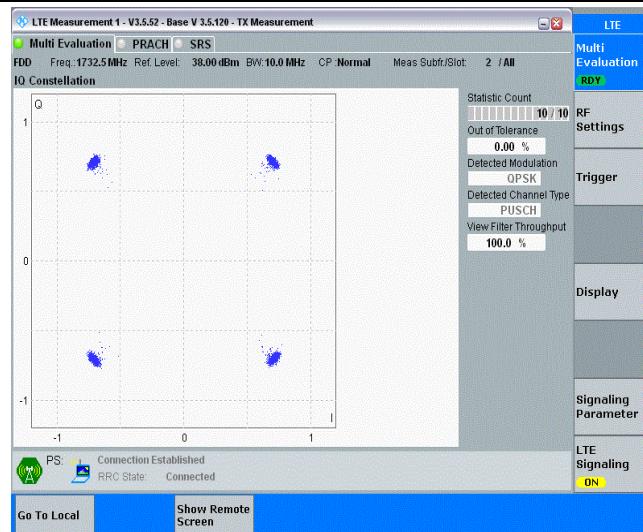 LTE Measurement 1 - V3.5.52 - Base V 3.5.120 - TX Measurement
LTE
Multi Evaluation PRACH SRS
Multi
Evaluation
RDY
FDD Freq.: 1732.5 MHz Ref. Level: 38.00 dBm BW: 10.0 MHz CP: Normal Meas Subfr./Slot: 2 / All
IQ Constellation
Q
1
0
-1
-1 0 1
I
Statistic Count
10 / 10
Out of Tolerance
0.00 %
Detected Modulation
QPSK
Detected Channel Type
PUSCH
View Filter Throughput
100.0 %
RF
Settings
Trigger
Display
Signaling
Parameter
LTE
Signaling
ON
PS: Connection Established
RRC State: Connected
Go To Local
Show Remote
Screen